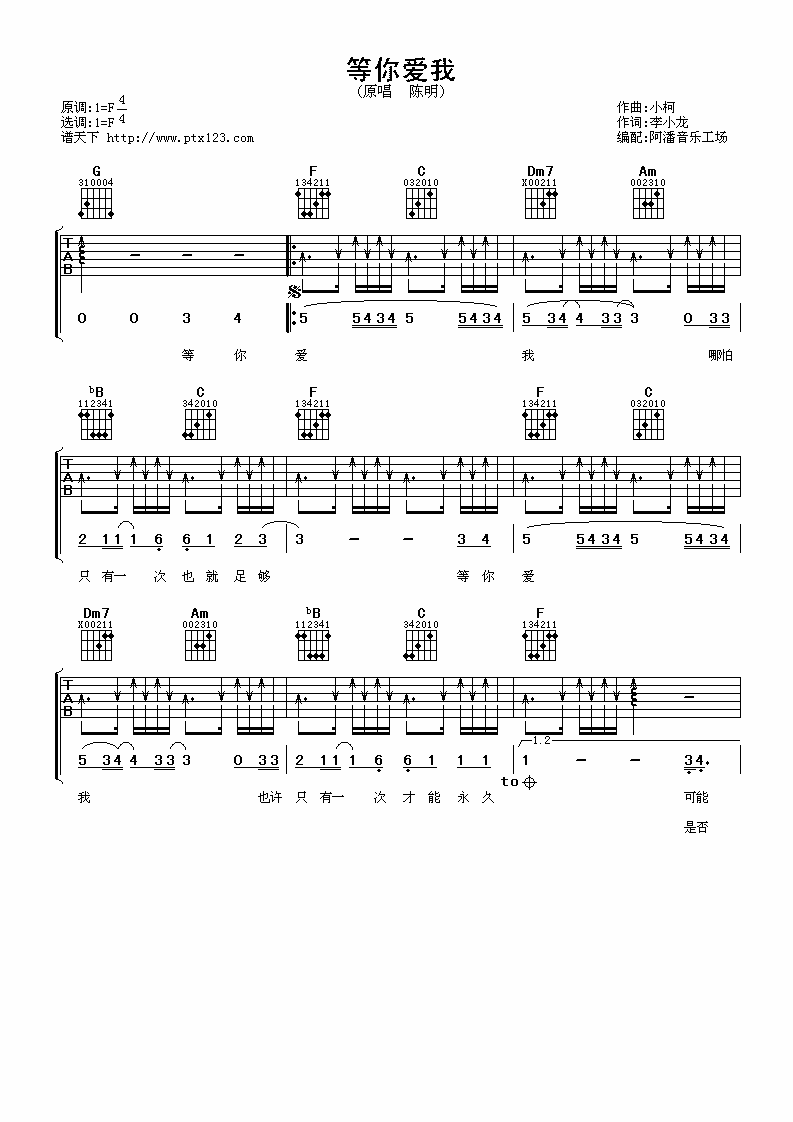 等你爱我
(原唱 陈明)
原调:1=F 4/4
选调:1=F
谱天下 http://www.ptx123.com
作曲:小柯
作词:李小龙
编配:阿潘音乐工场
G F C Dm7 Am
310004 134211 032010 X00211 002310
T
A
B
0 0 3 4 5 5434 5 5434 5 34 4 33 3 0 33
等 你 爱 我 哪怕
bB C F F C
112341 342010 134211 134211 032010
T
A
B
2 11 1 6 6 1 2 3 3 - - 3 4 5 5434 5 5434
只 有一 次 也 就 足 够 等 你 爱
Dm7 Am bB C F
X00211 002310 112341 342010 134211
T
A
B
1.2
5 34 4 33 3 0 33 2 11 1 6 6 1 1 1 1 - - 34.
to
我 也许 只 有一 次 才 能 永 久 可能
是否